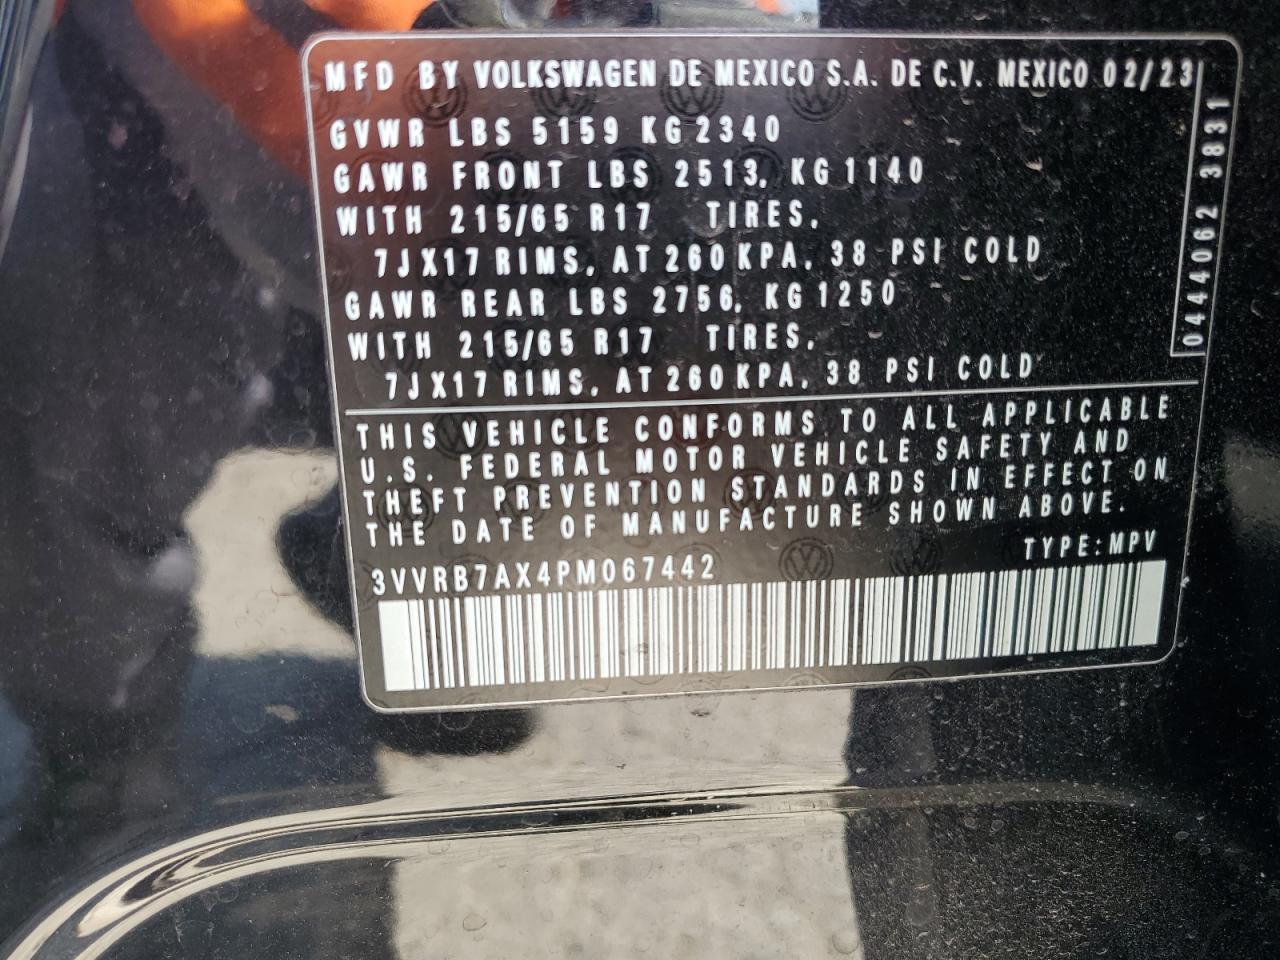 MFD BY VOLKSWAGEN DE MEXICO S.A. DE C.V. MEXICO 02/23
GVWR LBS 5159 KG 2340
GAWR FRONT LBS 2513, KG 1140
WITH 215/65 R17 TIRES,
7JX17 RIMS, AT 260 KPA, 38 PSI COLD
GAWR REAR LBS 2756, KG 1250
WITH 215/65 R17 TIRES,
7JX17 RIMS, AT 260 KPA, 38 PSI COLD
0444062 3831
THIS VEHICLE CONFORMS TO ALL APPLICABLE
U.S. FEDERAL MOTOR VEHICLE SAFETY AND
THEFT PREVENTION STANDARDS IN EFFECT ON
THE DATE OF MANUFACTURE SHOWN ABOVE.
TYPE: MPV
3VVRB7AX4PM067442